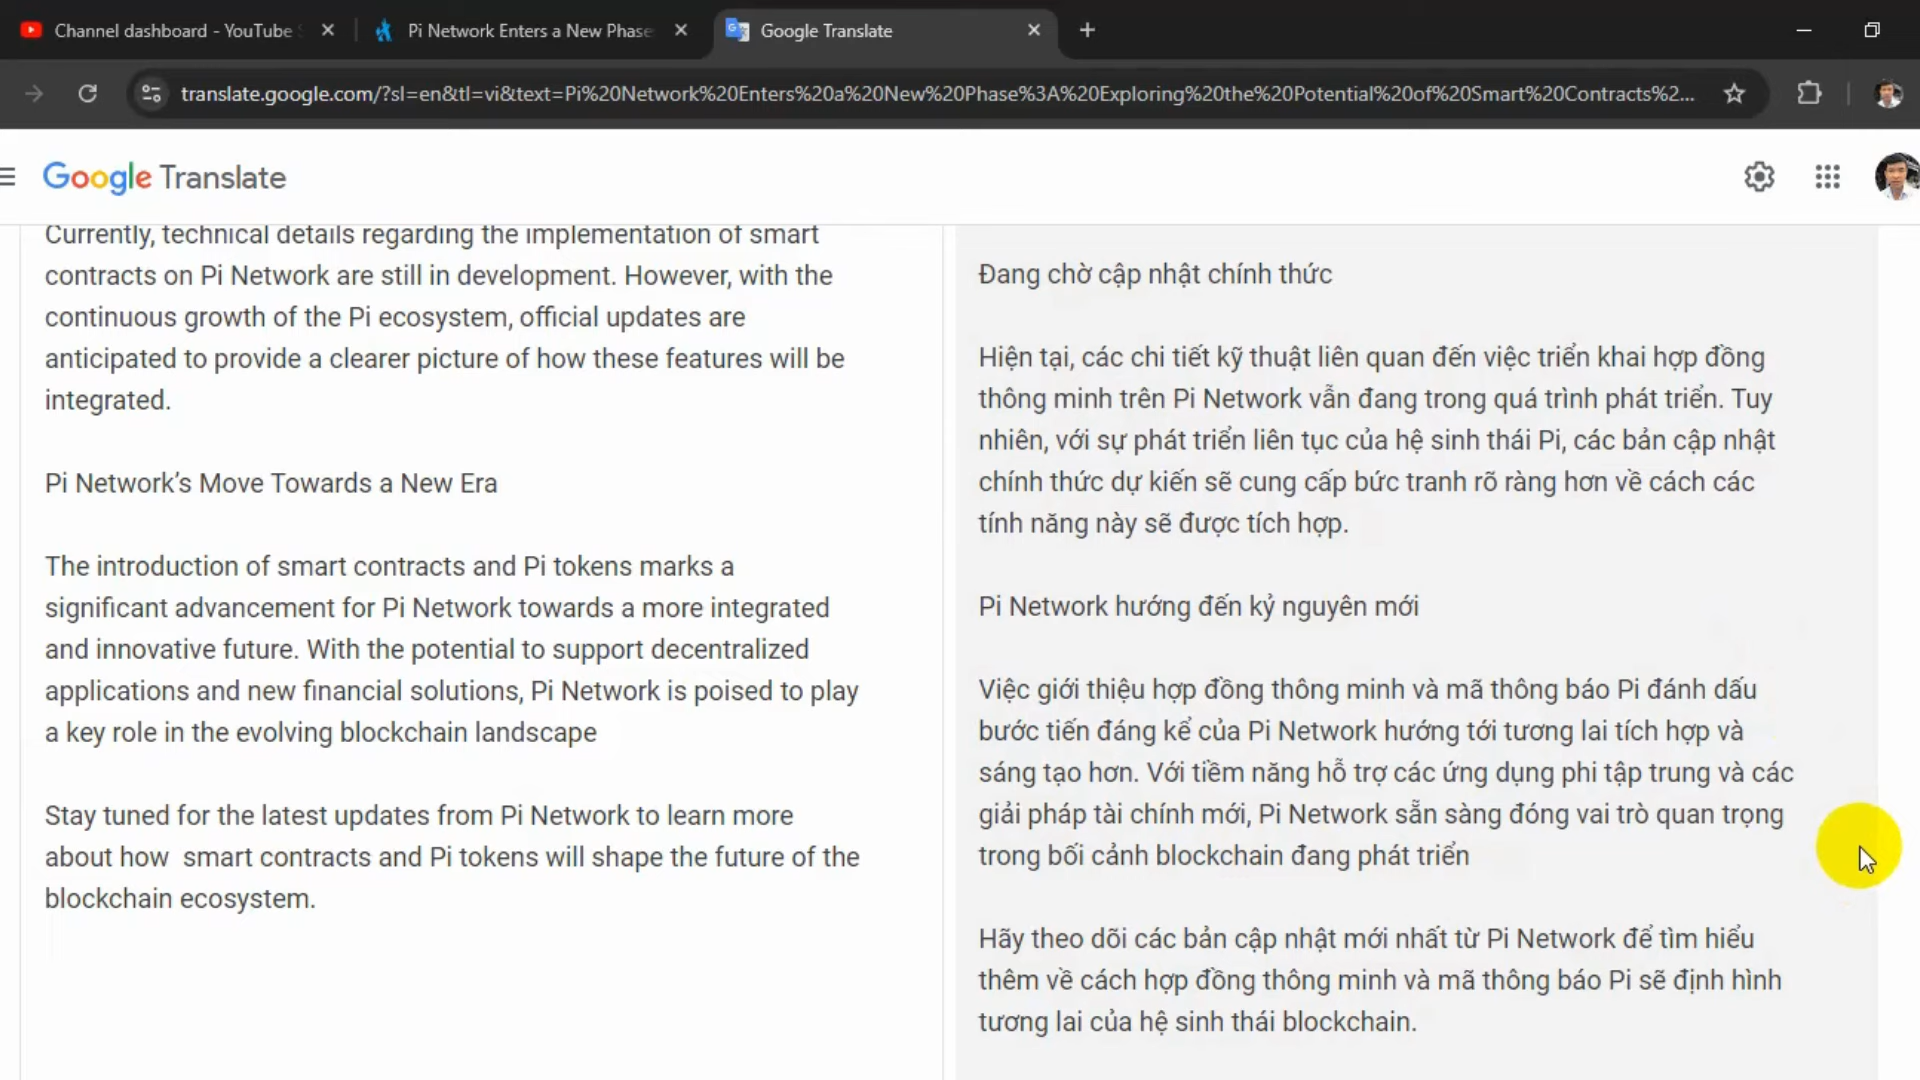 Channel dashboard - YouTube
Pi Network Enters a New Phase
Google Translate
translate.google.com/?sl=en&tl=vi&text=Pi%20Network%20Enters%20a%20New%20Phase%3A%20Exploring%20the%20Potential%20of%20Smart%20Contracts%2...
Google Translate
Currently, technical details regarding the implementation of smart
contracts on Pi Network are still in development. However, with the
continuous growth of the Pi ecosystem, official updates are
anticipated to provide a clearer picture of how these features will be
integrated.
Pi Network’s Move Towards a New Era
The introduction of smart contracts and Pi tokens marks a
significant advancement for Pi Network towards a more integrated
and innovative future. With the potential to support decentralized
applications and new financial solutions, Pi Network is poised to play
a key role in the evolving blockchain landscape
Stay tuned for the latest updates from Pi Network to learn more
about how  smart contracts and Pi tokens will shape the future of the
blockchain ecosystem.
Đang chờ cập nhật chính thức
Hiện tại, các chi tiết kỹ thuật liên quan đến việc triển khai hợp đồng
thông minh trên Pi Network vẫn đang trong quá trình phát triển. Tuy
nhiên, với sự phát triển liên tục của hệ sinh thái Pi, các bản cập nhật
chính thức dự kiến sẽ cung cấp bức tranh rõ ràng hơn về cách các
tính năng này sẽ được tích hợp.
Pi Network hướng đến kỷ nguyên mới
Việc giới thiệu hợp đồng thông minh và mã thông báo Pi đánh dấu
bước tiến đáng kể của Pi Network hướng tới tương lai tích hợp và
sáng tạo hơn. Với tiềm năng hỗ trợ các ứng dụng phi tập trung và các
giải pháp tài chính mới, Pi Network sẵn sàng đóng vai trò quan trọng
trong bối cảnh blockchain đang phát triển
Hãy theo dõi các bản cập nhật mới nhất từ Pi Network để tìm hiểu
thêm về cách hợp đồng thông minh và mã thông báo Pi sẽ định hình
tương lai của hệ sinh thái blockchain.